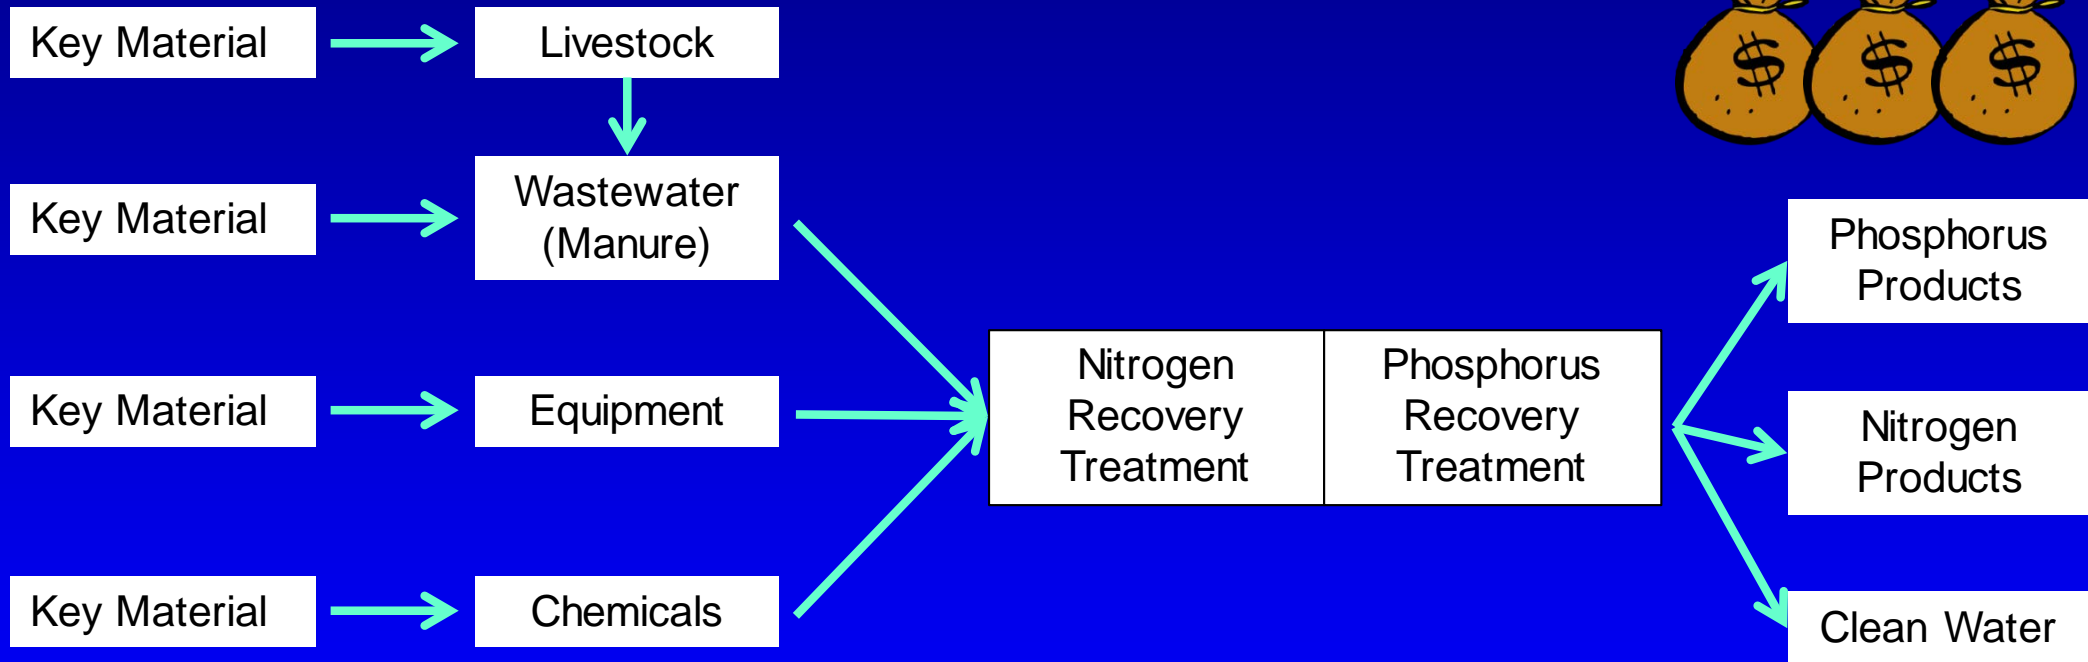 Key Material
Livestock
$ $ $
Key Material
Wastewater
(Manure)
Phosphorus
Products
Key Material
Equipment
Nitrogen
Recovery
Treatment
Phosphorus
Recovery
Treatment
Nitrogen
Products
Key Material
Chemicals
Clean Water